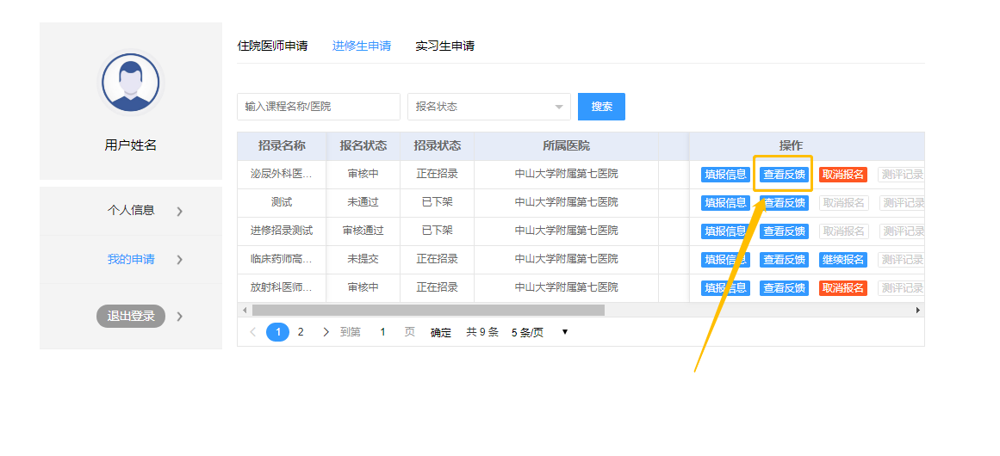 住院医师申请 进修生申请 实习生申请
用户姓名
个人信息
我的申请
退出登录
输入课程名称/医院 报名状态 搜索
招录名称 报名状态 招录状态 所属医院 操作
泌尿外科医... 审核中 正在招录 中山大学附属第七医院 填报信息 查看反馈 取消报名 测评记录
测试 未通过 已下架 中山大学附属第七医院 填报信息 查看反馈 取消报名 测评记录
进修招录测试 审核通过 已下架 中山大学附属第七医院 填报信息 查看反馈 取消报名 测评记录
临床药师高... 未提交 正在招录 中山大学附属第七医院 填报信息 查看反馈 继续报名 测评记录
放射科医师... 审核中 正在招录 中山大学附属第七医院 填报信息 查看反馈 取消报名 测评记录
1 2 到第 1 页 确定 共 9 条 5 条/页